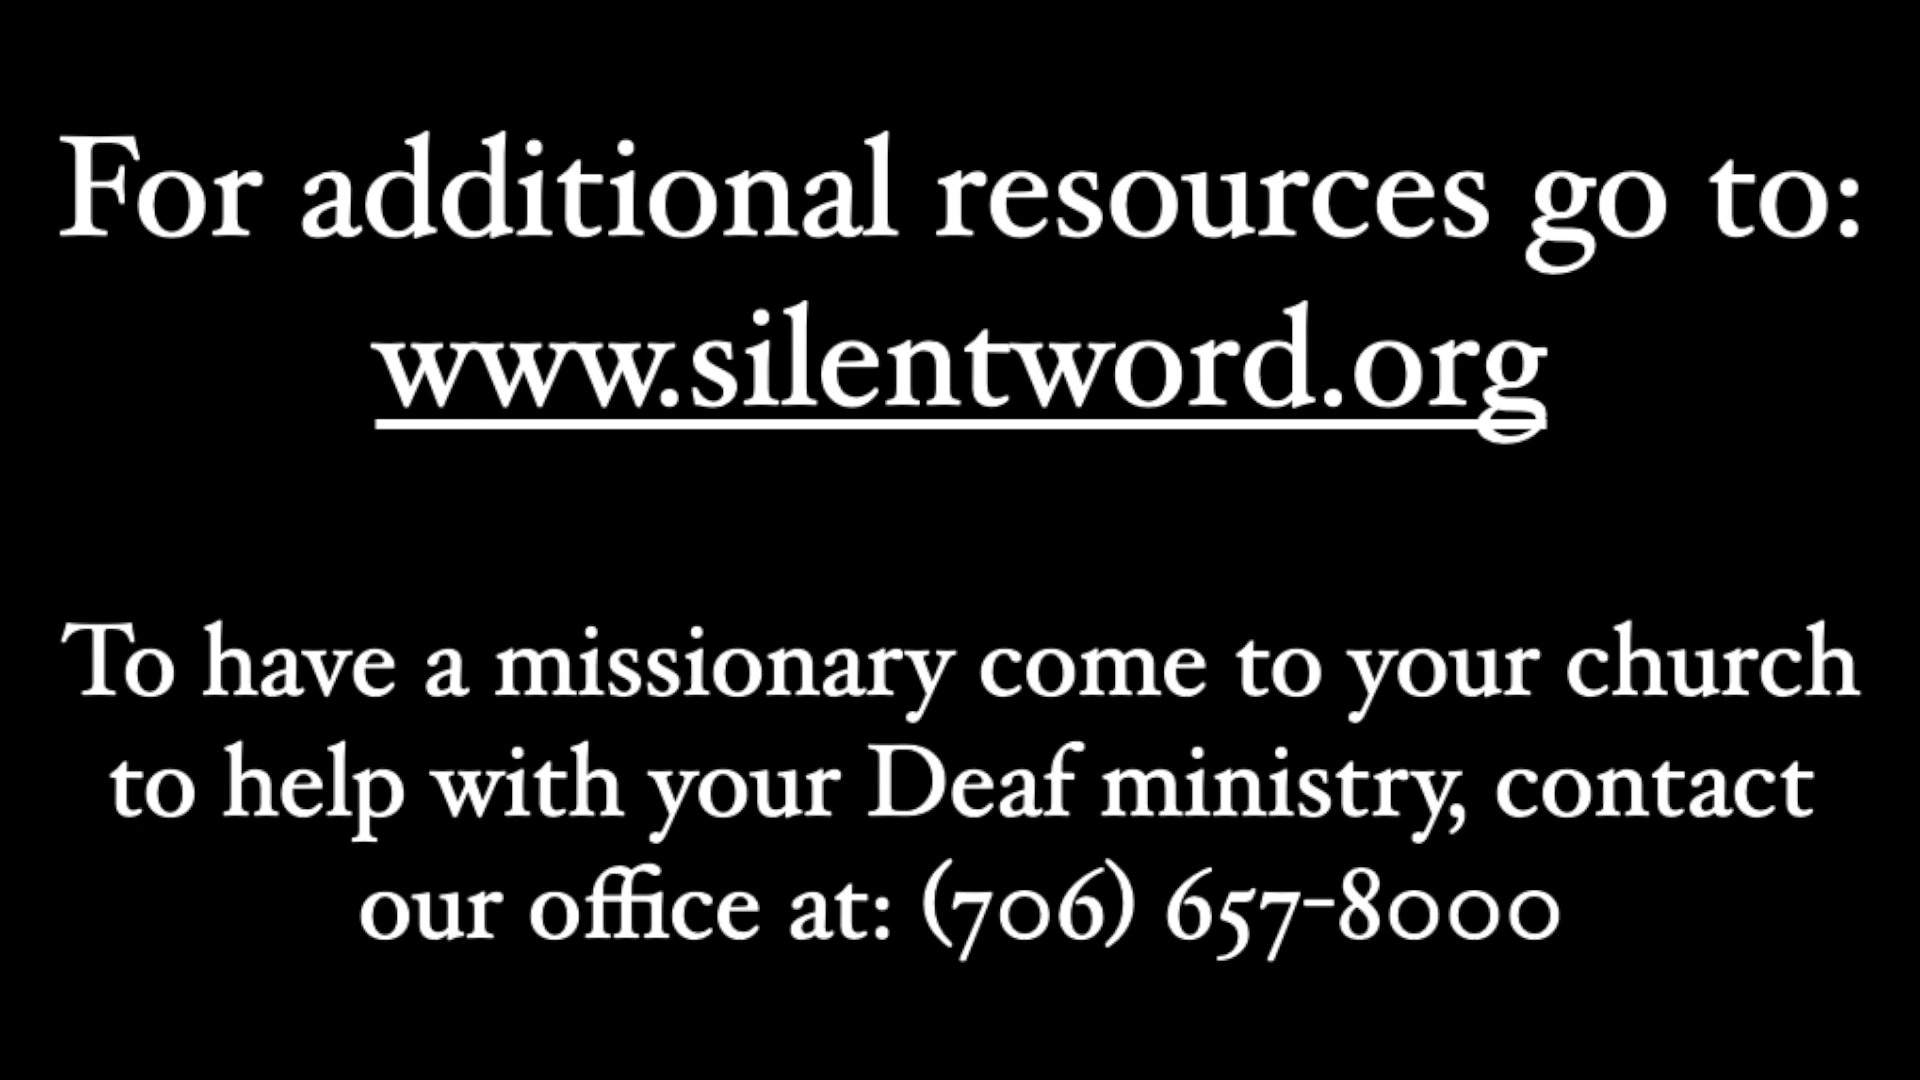 For additional resources go to:
www.silentword.org
To have a missionary come to your church
to help with your Deaf ministry, contact
our office at: (706) 657-8000